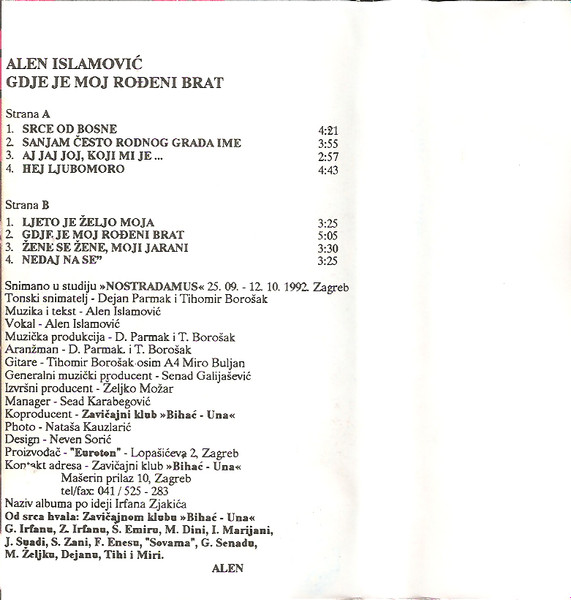 ALEN ISLAMOVIĆ
GDJE JE MOJ ROĐENI BRAT
Strana A
1. SRCE OD BOSNE 4:21
2. SANJAM ČESTO RODNOG GRADA IME 3:55
3. AJ JAJ JOJ, KOJI MI JE ... 2:57
4. HEJ LJUBOMORO 4:43
Strana B
1. LJETO JE ŽELJO MOJA 3:25
2. GDJE JE MOJ ROĐENI BRAT 5:05
3. ŽENE SE ŽENE, MOJI JARANI 3:30
4. NEDAJ NA SE" 3:25
Snimano u studiju »NOSTRADAMUS« 25. 09. - 12. 10. 1992. Zagreb
Tonski snimatelj - Dejan Parmak i Tihomir Borošak
Muzika i tekst - Alen Islamović
Vokal - Alen Islamović
Muzička produkcija - D. Parmak i T. Borošak
Aranžman - D. Parmak. i T. Borošak
Gitare - Tihomir Borošak osim A4 Miro Buljan
Generalni muzički producent - Senad Galijašević
Izvršni producent - Željko Možar
Manager - Sead Karabegović
Koproducent - Zavičajni klub »Bihać - Una«
Photo - Nataša Kauzlarić
Design - Neven Sorić
Proizvođač - "Euroton" - Lopašićeva 2, Zagreb
Kontakt adresa - Zavičajni klub »Bihać - Una«
Mašerin prilaz 10, Zagreb
tel/fax: 041 / 525 - 283
Naziv albuma po ideji Irfana Zjakića
Od srca hvala: Zavičajnom klubu »Bihać - Una«
G. Irfanu, Z. Irfanu, S. Emiru, M. Dini, I. Marijani,
J. Suadi, S. Zani, F. Enesu, "Sovama", G. Senadu,
M. Željku, Dejanu, Tihi i Miri.
ALEN